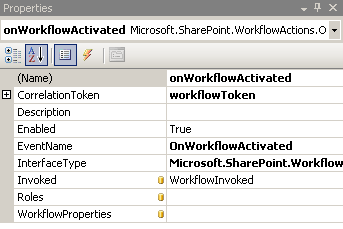 Properties
onWorkflowActivated Microsoft.SharePoint.WorkflowActions.O
(Name) onWorkflowActivated
CorrelationToken workflowToken
Description
Enabled True
EventName OnWorkflowActivated
InterfaceType Microsoft.SharePoint.Workflow
Invoked WorkflowInvoked
Roles
WorkflowProperties